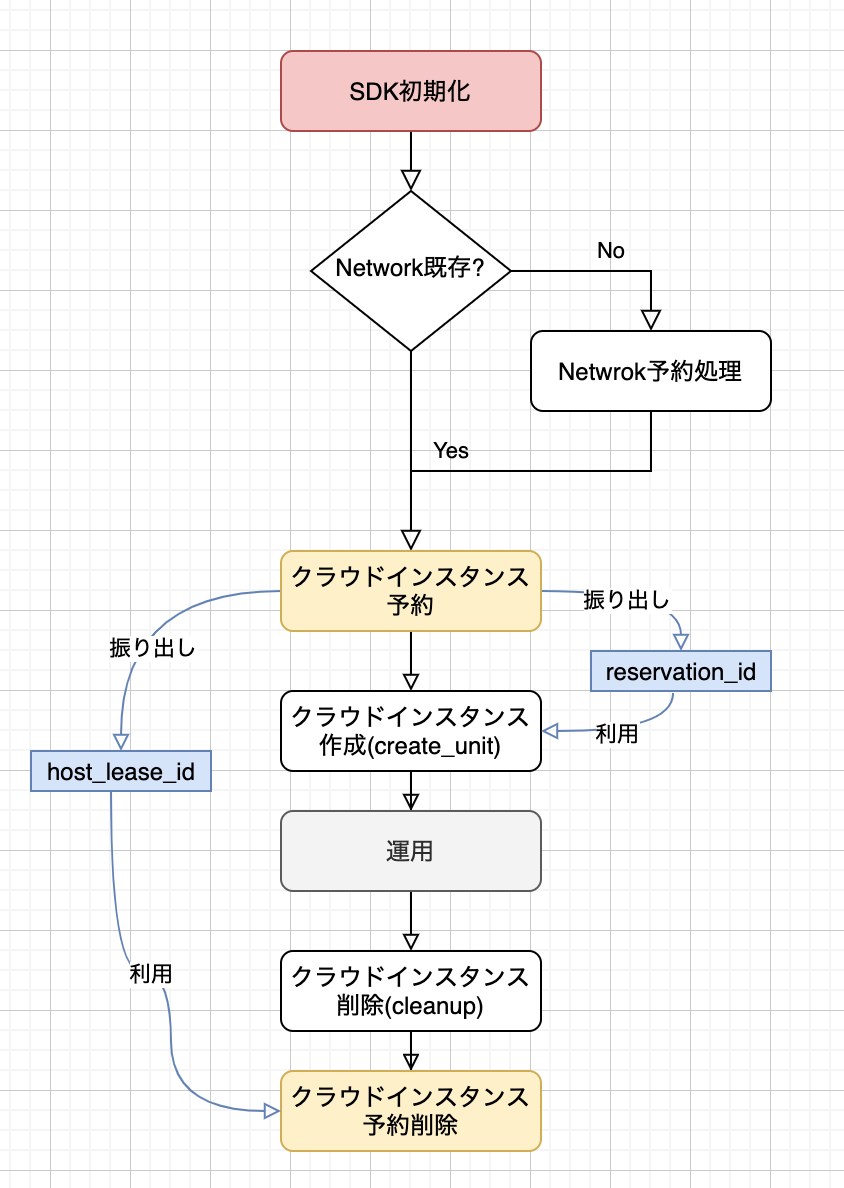 SDK初期化
Network既存?
No
Netwrok予約処理
Yes
クラウドインスタンス
予約
振り出し
振り出し
reservation_id
クラウドインスタンス
作成(create_unit)
利用
host_lease_id
運用
利用
クラウドインスタンス
削除(cleanup)
クラウドインスタンス
予約削除